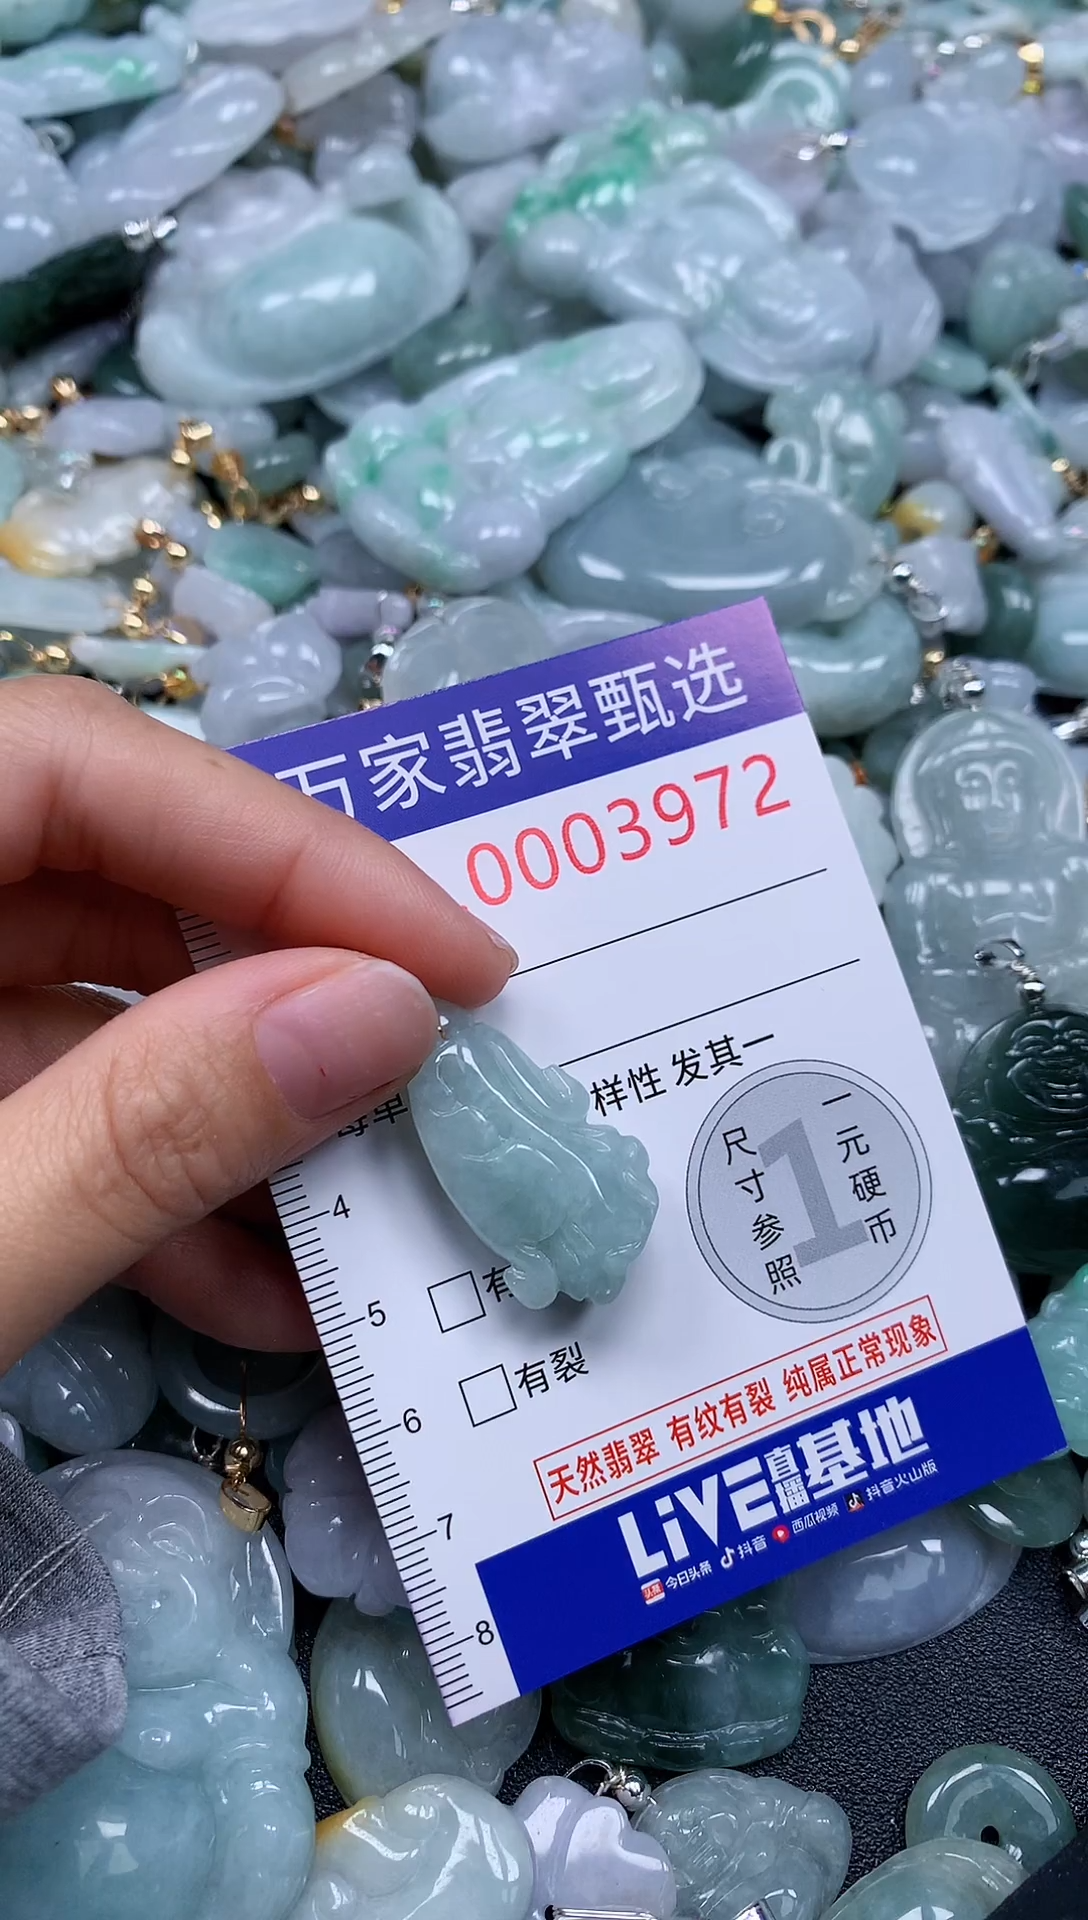 万家翡翠甄选
0003972
样性 发其一
尺寸参照
1
一元硬币
4
5
有
6
有裂
天然翡翠 有纹有裂 纯属正常现象
7
LiVE直播基地
头条 今日头条 抖音 西瓜视频 抖音火山版
8